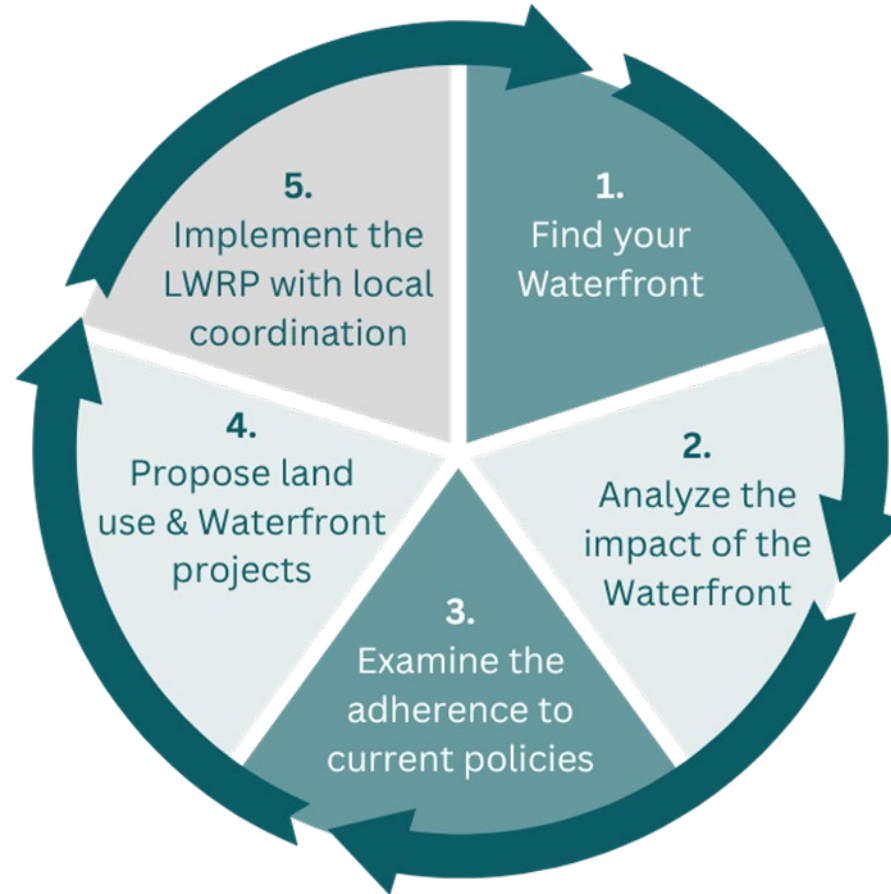 1.
Find your
Waterfront
2.
Analyze the
impact of the
Waterfront
3.
Examine the
adherence to
current policies
4.
Propose land
use & Waterfront
projects
5.
Implement the
LWRP with local
coordination